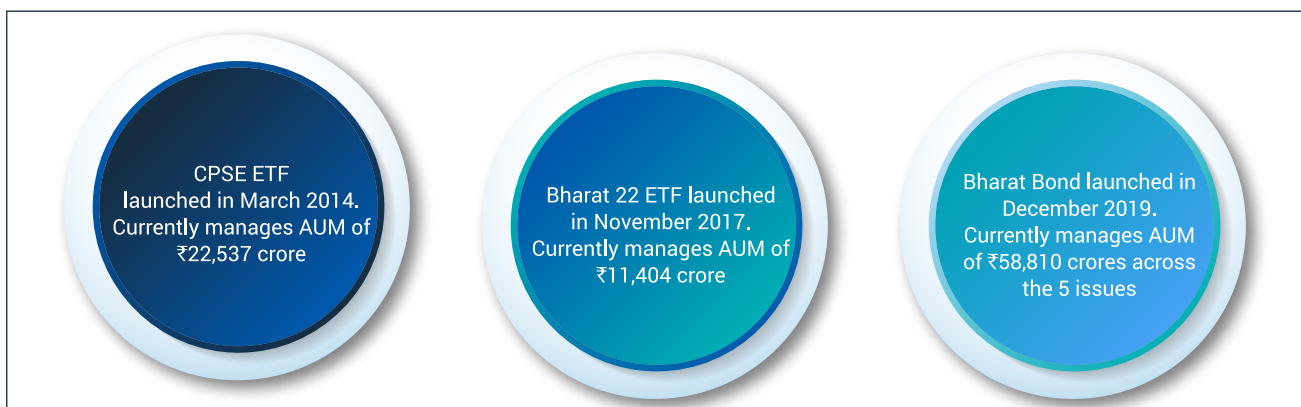 CPSE ETF
launched in March 2014.
Currently manages AUM of
₹22,537 crore
Bharat 22 ETF launched
in November 2017.
Currently manages AUM of
₹11,404 crore
Bharat Bond launched in
December 2019.
Currently manages AUM
of ₹58,810 crores across
the 5 issues